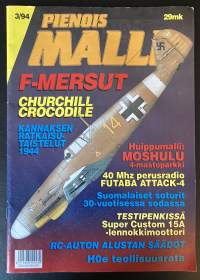 3/94
PIENOIS
29mk
MALLI
F-MERSUT
CHURCHILL
CROCODILE
KANNAKSEN
RATKAISU-
TAISTELUT
1944
14
Huippumalli:
MOSHULU
4-mastoparkki
40 Mhz perusradio
FUTABA ATTACK-4
Suomalaiset soturit
30-vuotisessa sodassa
TESTIPENKISSÄ
Super Custom 15A
-lennokkimoottori
RC-AUTON ALUSTAN SÄÄDÖT
H0e teollisuusrata